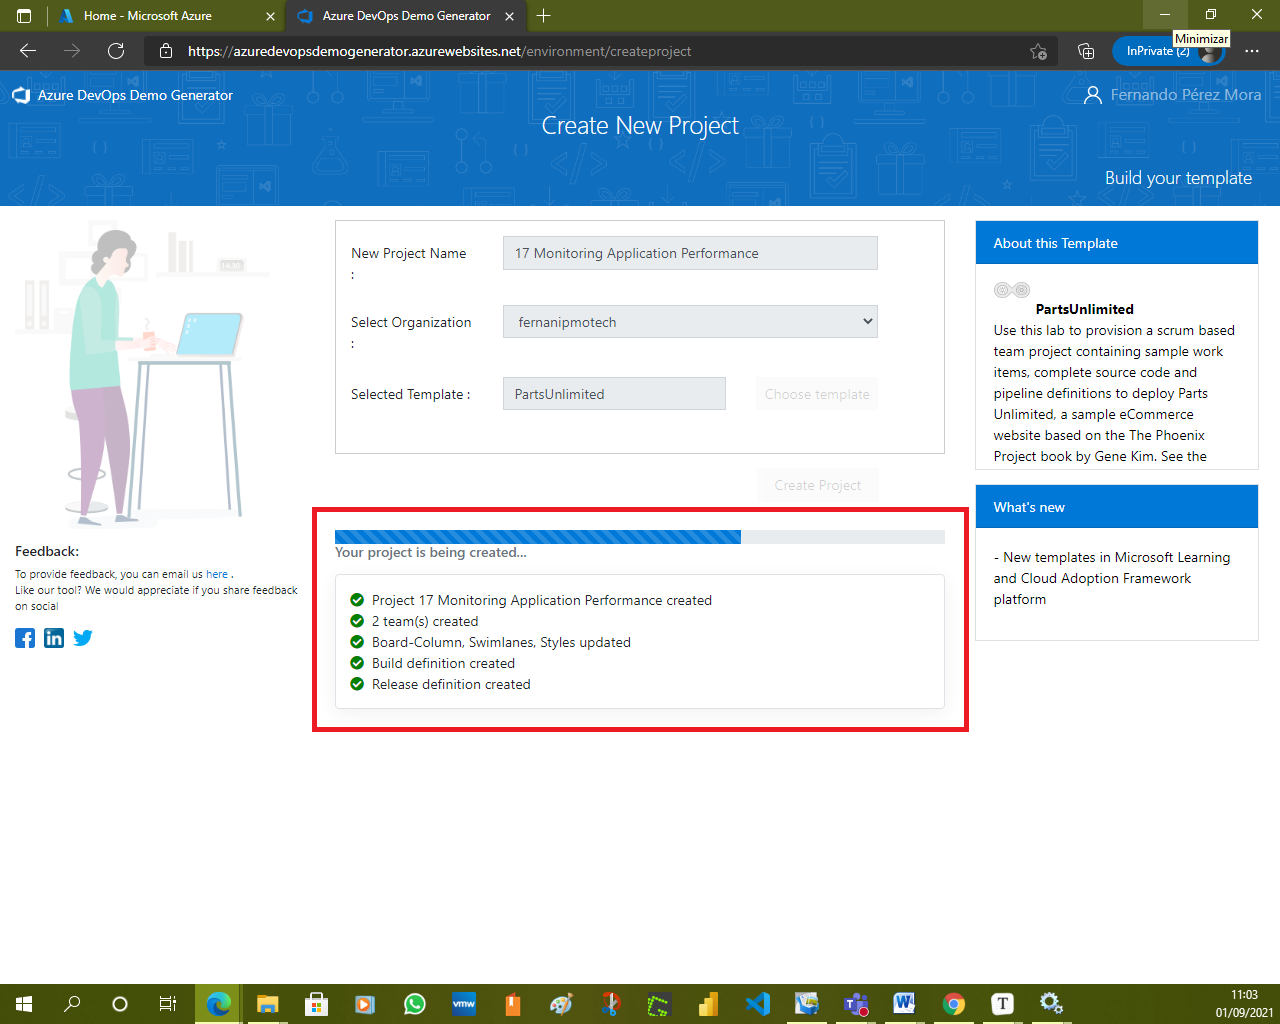 Home - Microsoft Azure
Azure DevOps Demo Generator
Minimizar
https://azuredevopsdemogenerator.azurewebsites.net/environment/createproject
InPrivate (2)
Azure DevOps Demo Generator
Fernando Pérez Mora
Create New Project
Build your template
New Project Name
:
17 Monitoring Application Performance
Select Organization
:
fernanipmotech
Selected Template :
PartsUnlimited
Choose template
Create Project
Your project is being created...
Project 17 Monitoring Application Performance created
2 team(s) created
Board-Column, Swimlanes, Styles updated
Build definition created
Release definition created
Feedback:
To provide feedback, you can email us here .
Like our tool? We would appreciate if you share feedback
on social
About this Template
PartsUnlimited
Use this lab to provision a scrum based
team project containing sample work
items, complete source code and
pipeline definitions to deploy Parts
Unlimited, a sample eCommerce
website based on the The Phoenix
Project book by Gene Kim. See the
What's new
- New templates in Microsoft Learning
and Cloud Adoption Framework
platform
vmw
11:03
01/09/2021